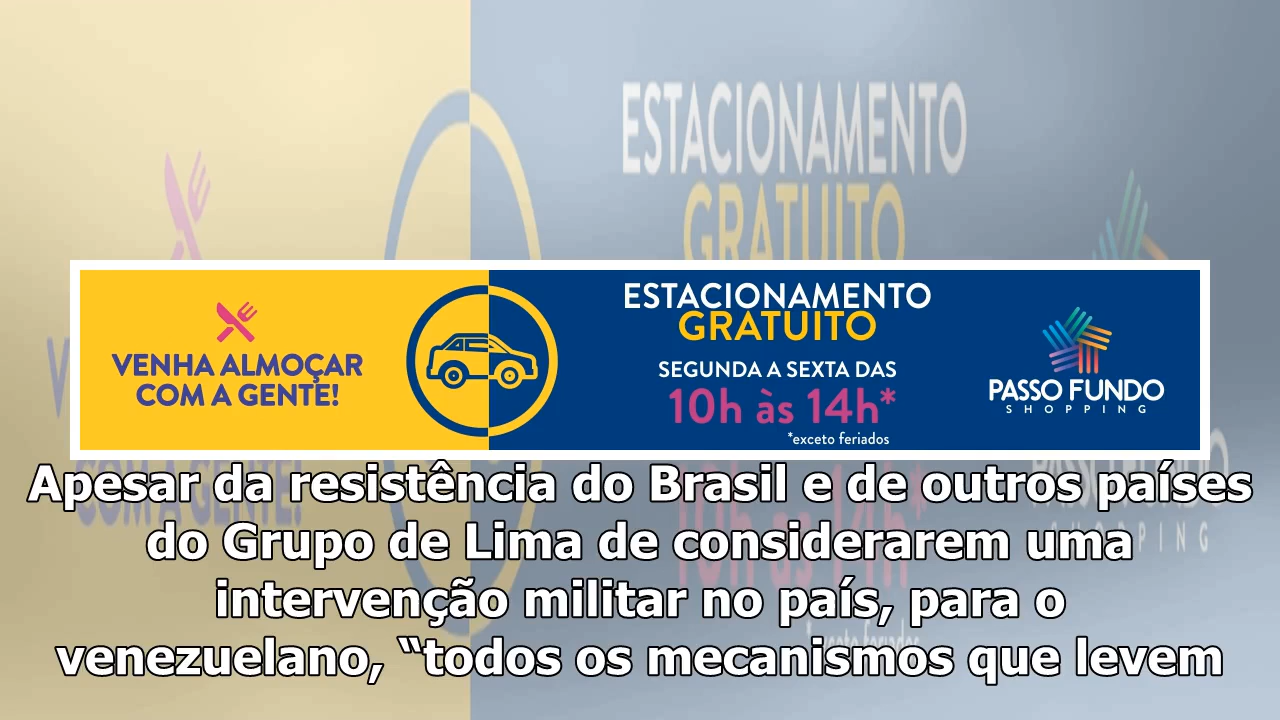 ESTACIONAMENTO
GRATUITO
VENHA ALMOÇAR
COM A GENTE!
ESTACIONAMENTO
GRATUITO
SEGUNDA A SEXTA DAS
10h às 14h*
*exceto feriados
PASSO FUNDO
SHOPPING
Apesar da resistência do Brasil e de outros países
do Grupo de Lima de considerarem uma
intervenção militar no país, para o
venezuelano, “todos os mecanismos que levem